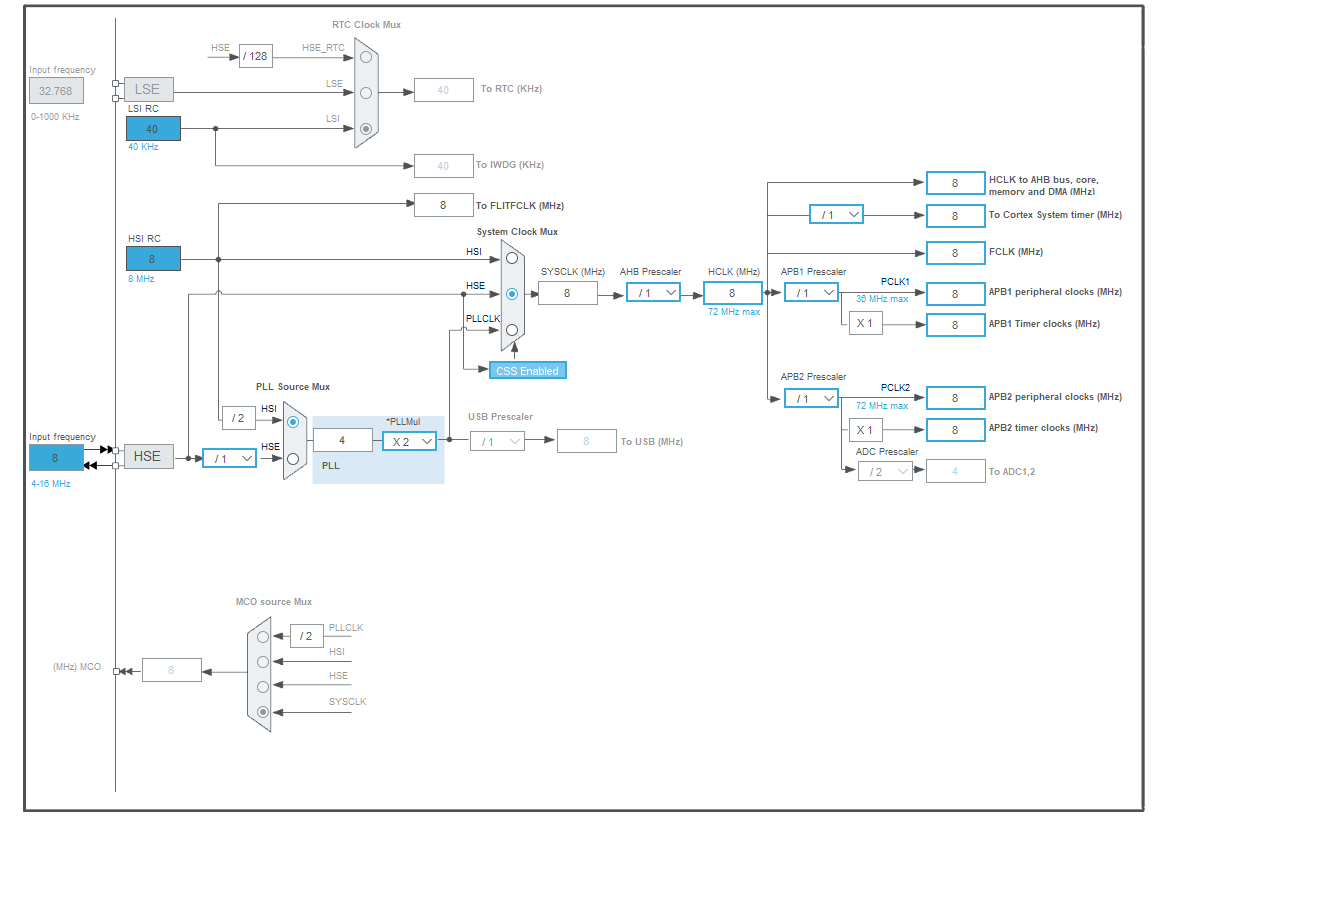 RTC Clock Mux
HSE
/ 128
HSE_RTC
Input frequency
32.768
0-1000 KHz
LSE
LSE
40
To RTC (KHz)
LSI RC
40
40 KHz
LSI
40
To IWDG (KHz)
8
To FLITFCLK (MHz)
HSI RC
8
8 MHz
System Clock Mux
HSI
HSE
PLLCLK
CSS Enabled
SYSCLK (MHz)
8
AHB Prescaler
/ 1
HCLK (MHz)
8
72 MHz max
8
HCLK to AHB bus, core,
memory and DMA (MHz)
/ 1
8
To Cortex System timer (MHz)
8
FCLK (MHz)
APB1 Prescaler
/ 1
PCLK1
36 MHz max
8
APB1 peripheral clocks (MHz)
X 1
8
APB1 Timer clocks (MHz)
APB2 Prescaler
/ 1
PCLK2
72 MHz max
8
APB2 peripheral clocks (MHz)
X 1
8
APB2 timer clocks (MHz)
ADC Prescaler
/ 2
4
To ADC1,2
PLL Source Mux
/ 2
HSI
Input frequency
8
4-16 MHz
HSE
/ 1
HSE
4
*PLLMul
X 2
PLL
USB Prescaler
/ 1
8
To USB (MHz)
MCO source Mux
/ 2
PLLCLK
HSI
HSE
SYSCLK
(MHz) MCO
8